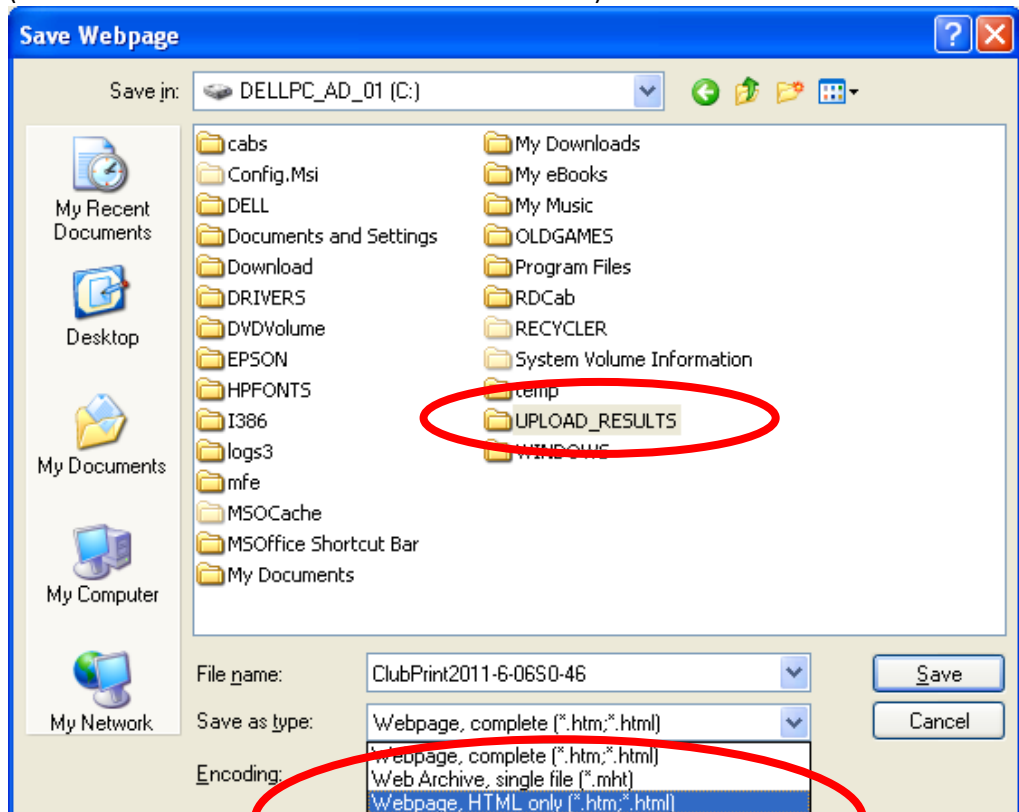 Save Webpage
Save in: DELLPC_AD_01 (C:)
My Recent Documents
Desktop
My Documents
My Computer
My Network
cabs
Config.Msi
DELL
Documents and Settings
Download
DRIVERS
DVDVolume
EPSON
HPFONTS
I386
logs3
mfe
MSOCache
MSOffice Shortcut Bar
My Documents
My Downloads
My eBooks
My Music
OLDGAMES
Program Files
RDCab
RECYCLER
System Volume Information
temp
UPLOAD_RESULTS
WINDOWS
File name: ClubPrint2011-6-06S0-46 Save
Save as type: Webpage, complete (*.htm;*.html) Cancel
Webpage, complete (*.htm;*.html)
Encoding: Web Archive, single file (*.mht)
Webpage, HTML only (*.htm;*.html)